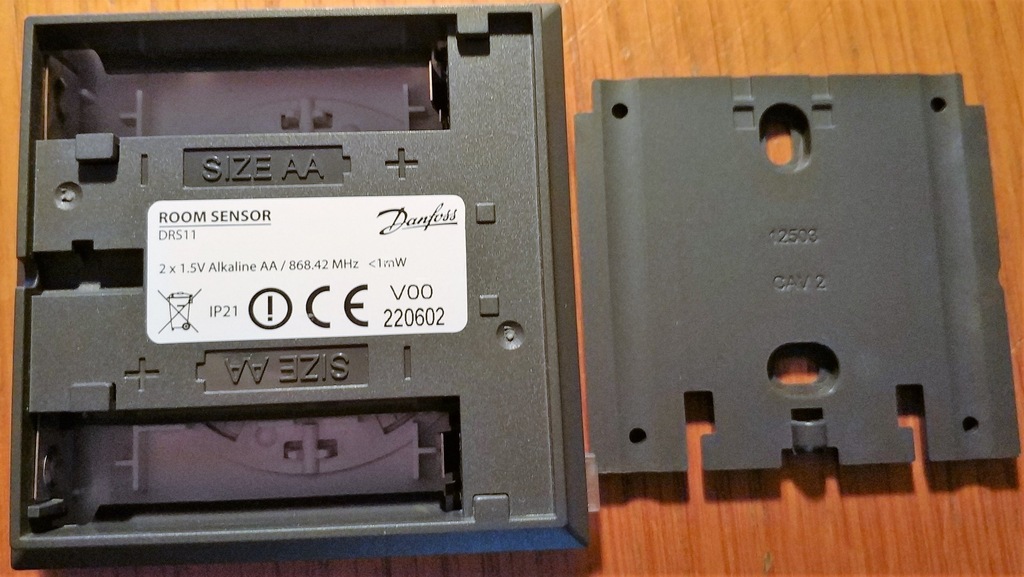 SIZE AA
ROOM SENSOR
Danfoss
DRS11
2 x 1.5V Alkaline AA / 868.42 MHz <1mW
IP21
CE
V00
220602
SIZE AA
12503
CAV 2